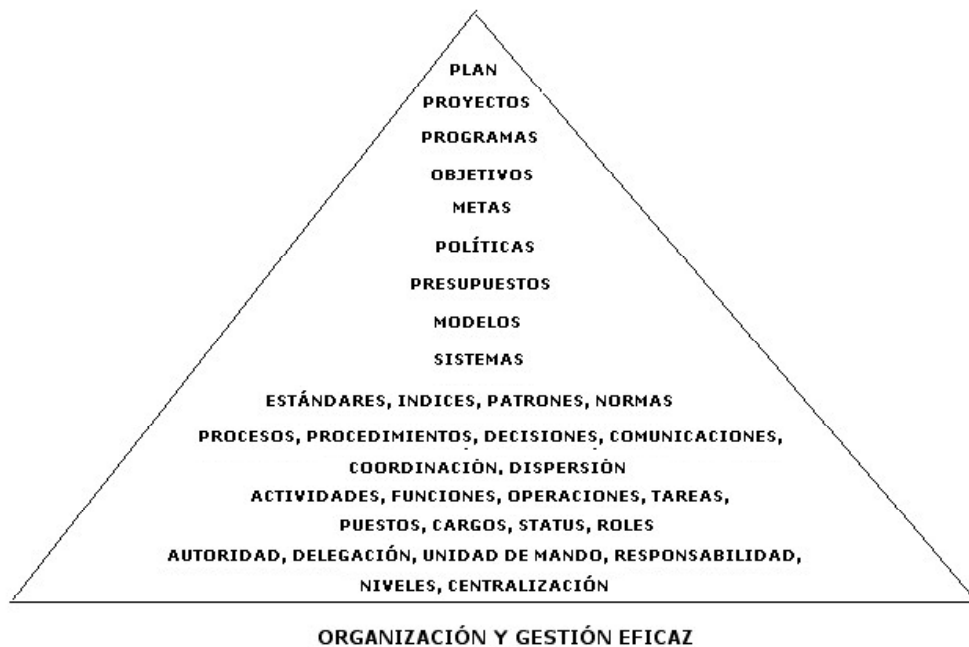 PLAN
PROYECTOS
PROGRAMAS
OBJETIVOS
METAS
POLÍTICAS
PRESUPUESTOS
MODELOS
SISTEMAS
ESTÁNDARES, INDICES, PATRONES, NORMAS
PROCESOS, PROCEDIMIENTOS, DECISIONES, COMUNICACIONES,
COORDINACIÓN, DISPERSIÓN
ACTIVIDADES, FUNCIONES, OPERACIONES, TAREAS,
PUESTOS, CARGOS, STATUS, ROLES
AUTORIDAD, DELEGACIÓN, UNIDAD DE MANDO, RESPONSABILIDAD,
NIVELES, CENTRALIZACIÓN
ORGANIZACIÓN Y GESTIÓN EFICAZ